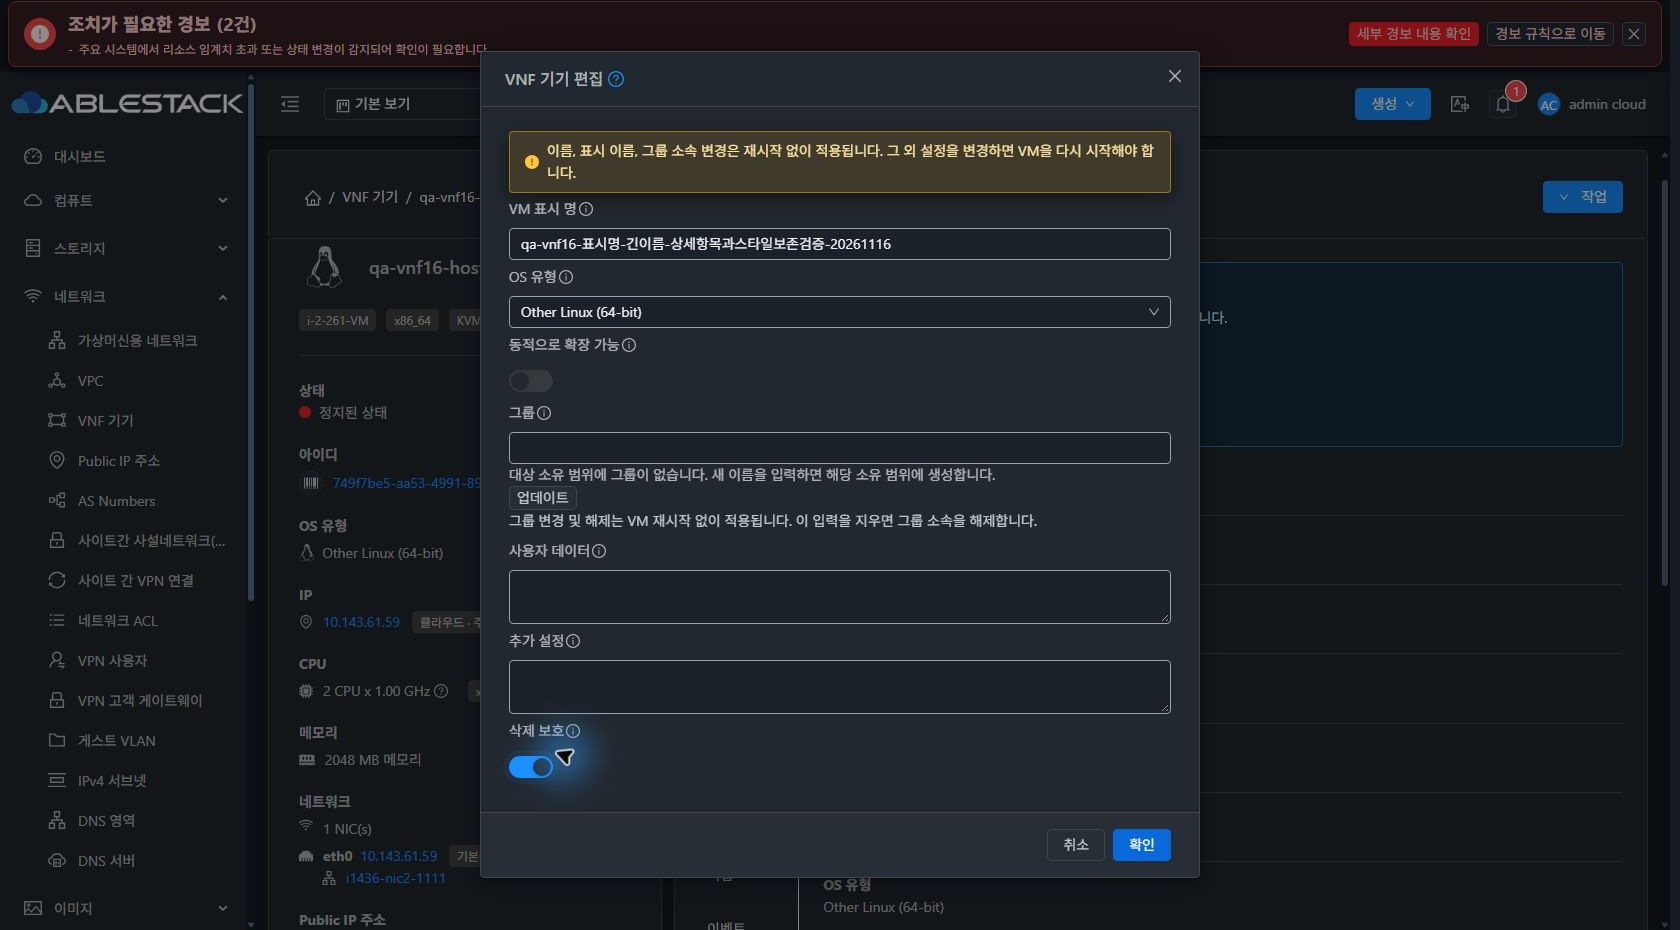 조치가 필요한 경보 (2건)
- 주요 시스템에서 리소스 임계치 초과 또는 상태 변경이 감지되어 확인이 필요합니다
세부 경보 내용 확인
경보 규칙으로 이동
ABLESTACK
기본 보기
생성
1
AC
admin cloud
대시보드
컴퓨트
스토리지
네트워크
가상머신용 네트워크
VPC
VNF 기기
Public IP 주소
AS Numbers
사이트간 사설네트워크(...
사이트 간 VPN 연결
네트워크 ACL
VPN 사용자
VPN 고객 게이트웨이
게스트 VLAN
IPv4 서브넷
DNS 영역
DNS 서버
이미지
/ VNF 기기 / qa-vnf16-
작업
qa-vnf16-hos
i-2-261-VM
x86_64
KVM
상태
정지된 상태
아이디
749f7be5-aa53-4991-89
OS 유형
Other Linux (64-bit)
IP
10.143.61.59
클라우드 ·
CPU
2 CPU x 1.00 GHz
메모리
2048 MB 메모리
네트워크
1 NIC(s)
eth0 10.143.61.59 기본
i1436-nic2-1111
Public IP 주소
VNF 기기 편집
이름, 표시 이름, 그룹 소속 변경은 재시작 없이 적용됩니다. 그 외 설정을 변경하면 VM을 다시 시작해야 합
니다.
VM 표시 명
qa-vnf16-표시명-긴이름-상세항목과스타일보존검증-20261116
OS 유형
Other Linux (64-bit)
동적으로 확장 가능
그룹
대상 소유 범위에 그룹이 없습니다. 새 이름을 입력하면 해당 소유 범위에 생성합니다.
업데이트
그룹 변경 및 해제는 VM 재시작 없이 적용됩니다. 이 입력을 지우면 그룹 소속을 해제합니다.
사용자 데이터
추가 설정
삭제 보호
취소
확인
니다.
OS 유형
Other Linux (64-bit)
이벤트